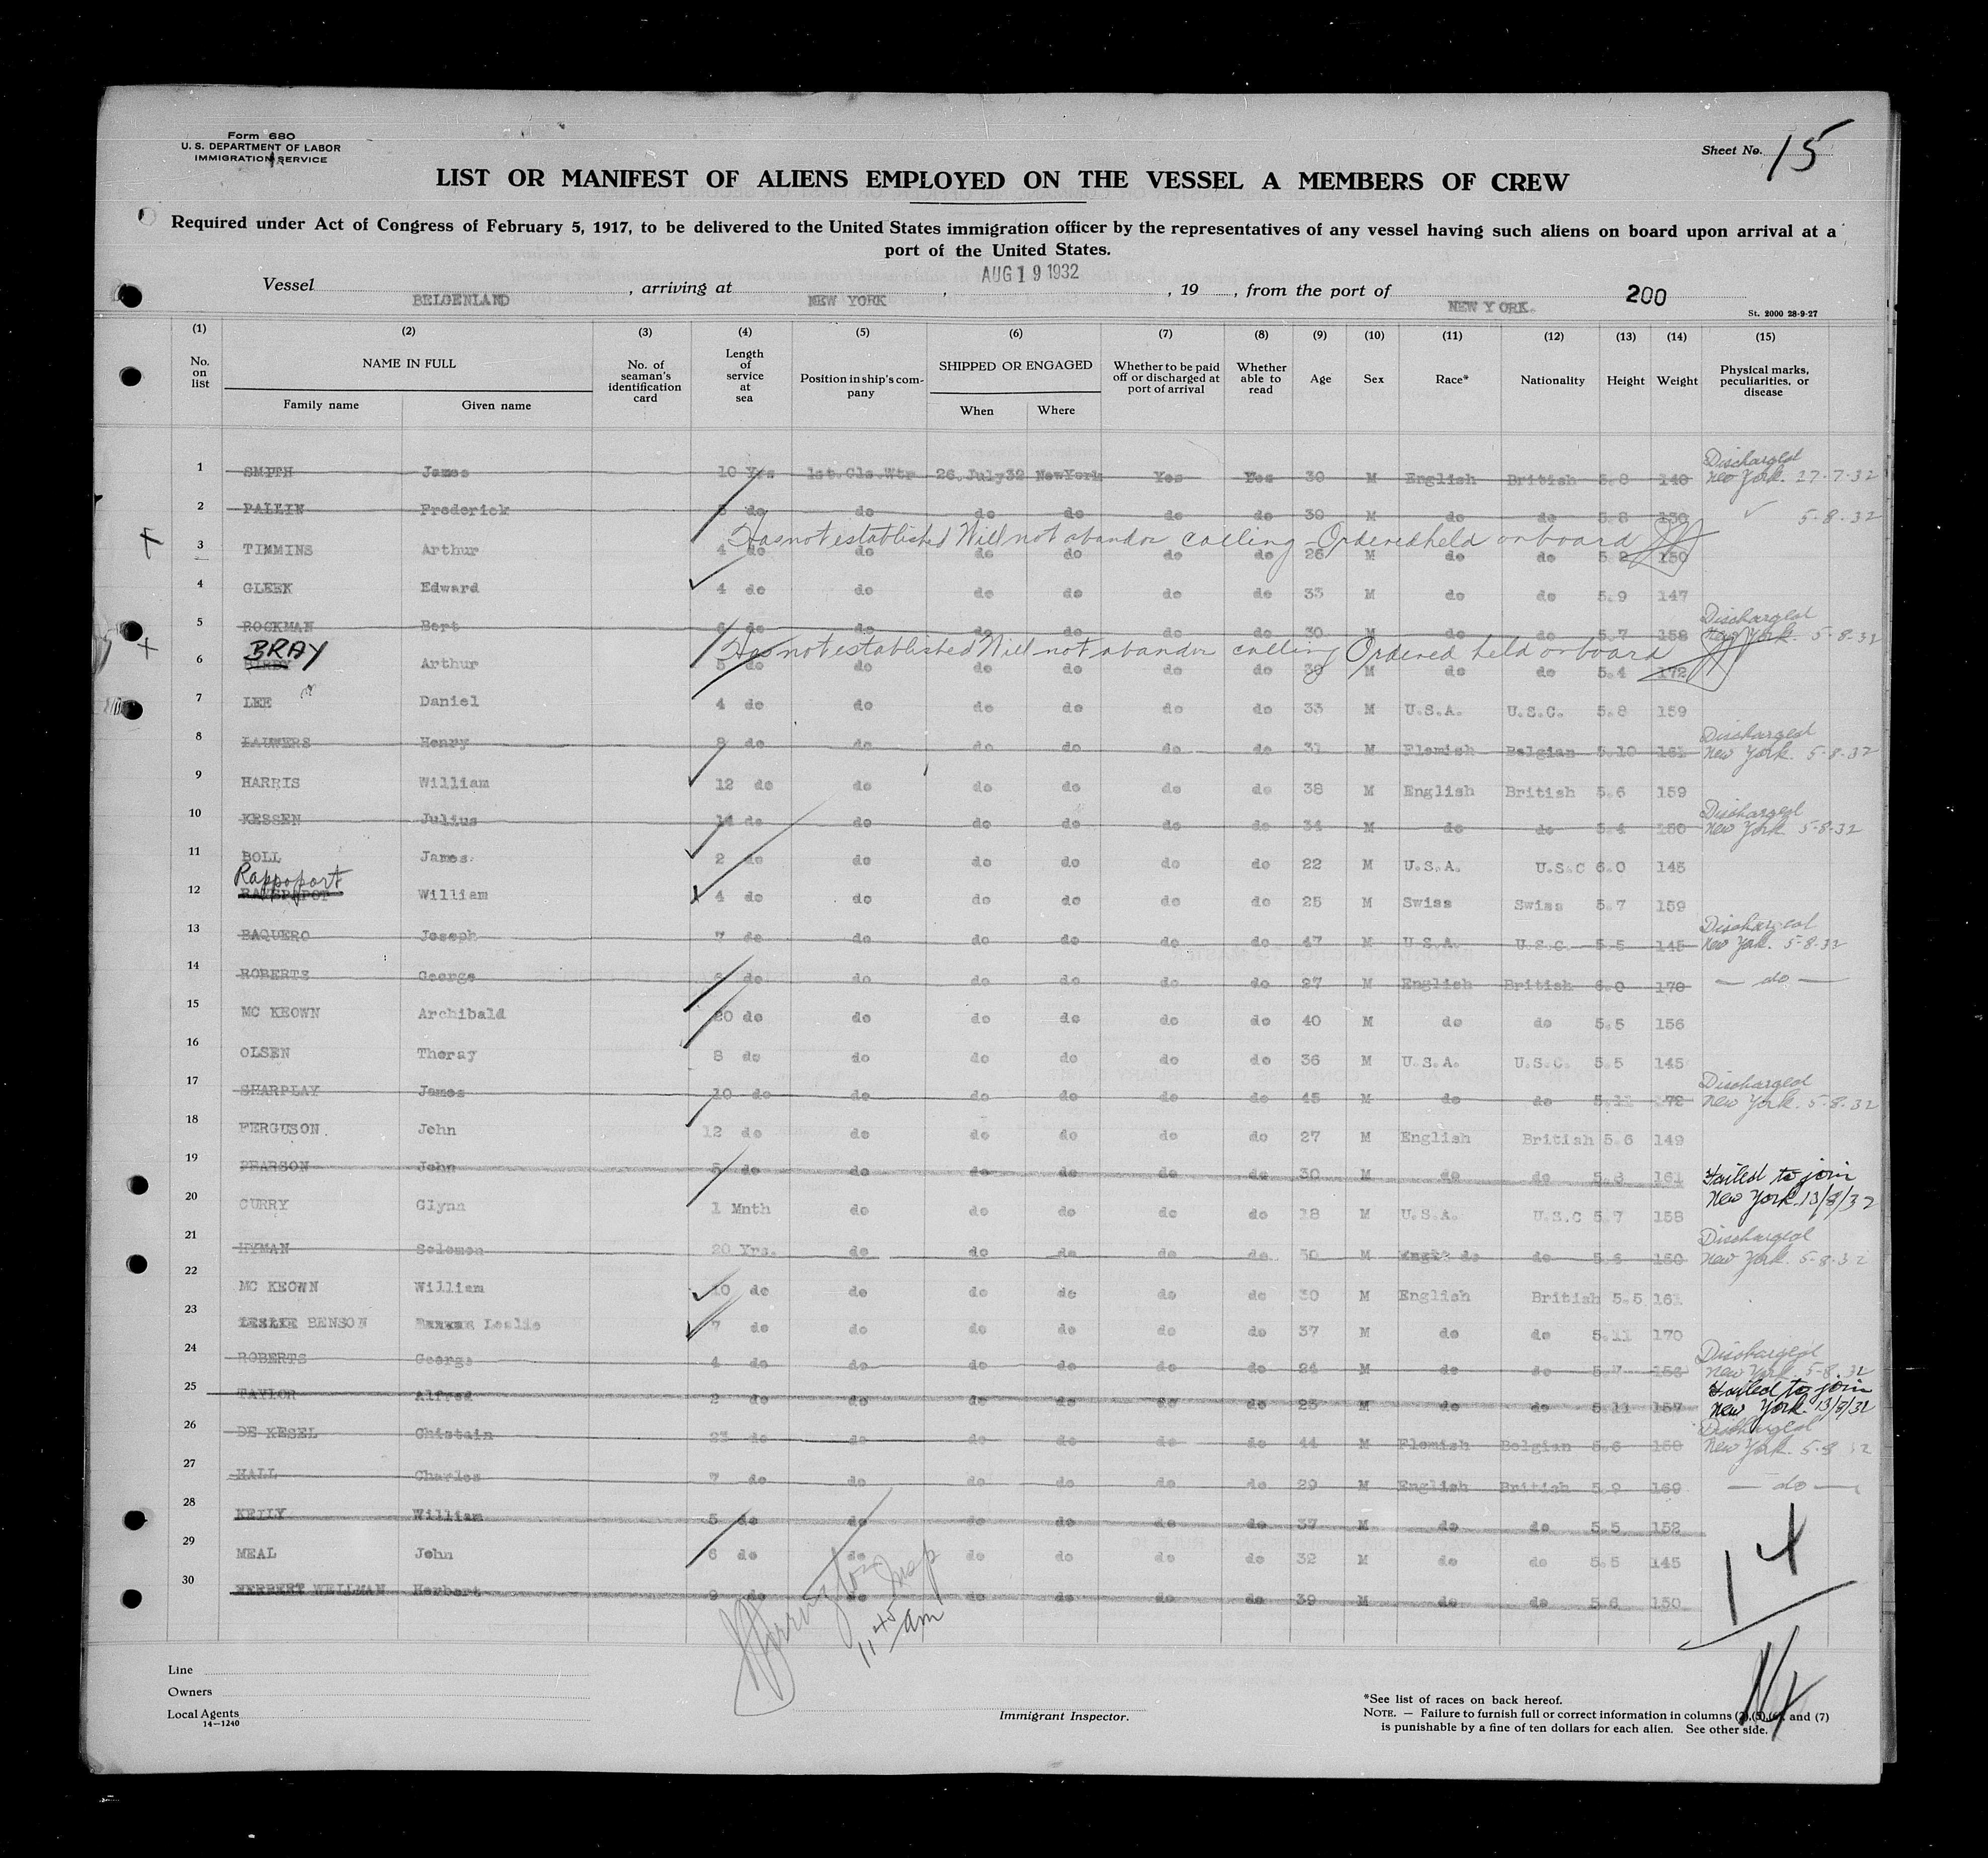 Form 680
U. S. DEPARTMENT OF LABOR
IMMIGRATION SERVICE
Sheet No. 15
LIST OR MANIFEST OF ALIENS EMPLOYED ON THE VESSEL A MEMBERS OF CREW
Required under Act of Congress of February 5, 1917, to be delivered to the United States immigration officer by the representatives of any vessel having such aliens on board upon arrival at a
port of the United States.
AUG 19 1932
Vessel BELGENLAND, arriving at NEW YORK, , 19 , from the port of NEW YORK. 200
St. 2000 28-9-27
(1) (2) (3) (4) (5) (6) (7) (8) (9) (10) (11) (12) (13) (14) (15)
No. on list NAME IN FULL Family name Given name No. of seaman's identification card Length of service at sea Position in ship's company SHIPPED OR ENGAGED When Where Whether to be paid off or discharged at port of arrival Whether able to read Age Sex Race* Nationality Height Weight Physical marks, peculiarities, or disease
1 SMITH James 10 Yrs 1st.Cls.Wtr 26.July32 NewYork Yes Yes 30 M English British 5.8 140 Discharged New York. 27-7-32
2 PALLIN Frederick 5 do do do do do do 30 M do do 5.8 130 5-8-32
Has not established Will not abandon calling - Ordered held on board
3 TIMMINS Arthur 4 do do do do do do 26 M do do 5.2 150
4 GLEEK Edward 4 do do do do do do 33 M do do 5.9 147
5 ROCKMAN Bert 6 do do do do do do 30 M do do 5.7 158 Discharged New York. 5-8-32
BRAY Has not established Will not abandon calling Ordered held on board
6 Arthur 5 do do do do do do 39 M do do 5.4 172
7 LEE Daniel 4 do do do do do do 33 M U.S.A. U.S.C. 5.8 159
8 LAUWERS Henry 8 do do do do do do 31 M Flemish Belgian 5.10 161 Discharged New York. 5-8-32
9 HARRIS William 12 do do do do do do 38 M English British 5.6 159
10 KESSEN Julius 14 do do do do do do 34 M do do 5.4 150 Discharged New York 5-8-32
11 BOLL James. 2 do do do do do do 22 M U.S.A. U.S.C 6.0 145
Rappoport
12 William 4 do do do do do do 25 M Swiss Swiss 5.7 159
13 BAQUERO Joseph 7 do do do do do do 47 M U.S.A. U.S.C. 5.5 145 Discharged New York. 5-8-32
14 ROBERTS George 6 do do do do do do 27 M English British 6.0 170 — do —
15 MC KEOWN Archibald 20 do do do do do do 40 M do do 5.5 156
16 OLSEN Thoray 8 do do do do do do 36 M U.S.A. U.S.C. 5.5 145
17 SHARPLAY James 10 do do do do do do 45 M do do 5.11 172 Discharged New York. 5-8-32
18 FERGUSON. John 12 do do do do do do 27 M English British 5.6 149
19 PEARSON John 5 do do do do do do 30 M do do 5.8 161 Failed to join New York. 13/8/32
20 CURRY Glynn 1 Mnth do do do do do 18 M U.S.A. U.S.C 5.7 158
21 HYMAN Solomon 20 Yrs. do do do do do 50 M do do 5.6 150 Discharged New York. 5-8-32
22 MC KEOWN William 10 do do do do do do 30 M English British 5.5 161
23 LESLIE BENSON Leslie 7 do do do do do do 37 M do do 5.11 170
24 ROBERTS George 4 do do do do do do 24 M do do 5.7 153 Discharged New York. 5-8-32
25 TAYLOR Alfred 2 do do do do do do 25 M do do 5.11 157 Failed to join New York. 13/8/32
26 DE KESEL Ghistain 23 do do do do do do 44 M Flemish Belgian 5.6 150 Discharged New York. 5-8 32
27 HALL Charles 7 do do do do do do 29 M English British 5.9 160 — do —
28 KEILY William 5 do do do do do do 37 M do do 5.5 152
29 MEAL John 6 do do do do do do 32 M do do 5.5 145
30 HERBERT WELLMAN Herbert 9 do do do do do do 39 M do do 5.6 150
14
Insp
11 45 am
Line
Owners
Local Agents
14—1240
Immigrant Inspector.
*See list of races on back hereof.
NOTE. — Failure to furnish full or correct information in columns (2),(5),(6), and (7)
is punishable by a fine of ten dollars for each alien. See other side.